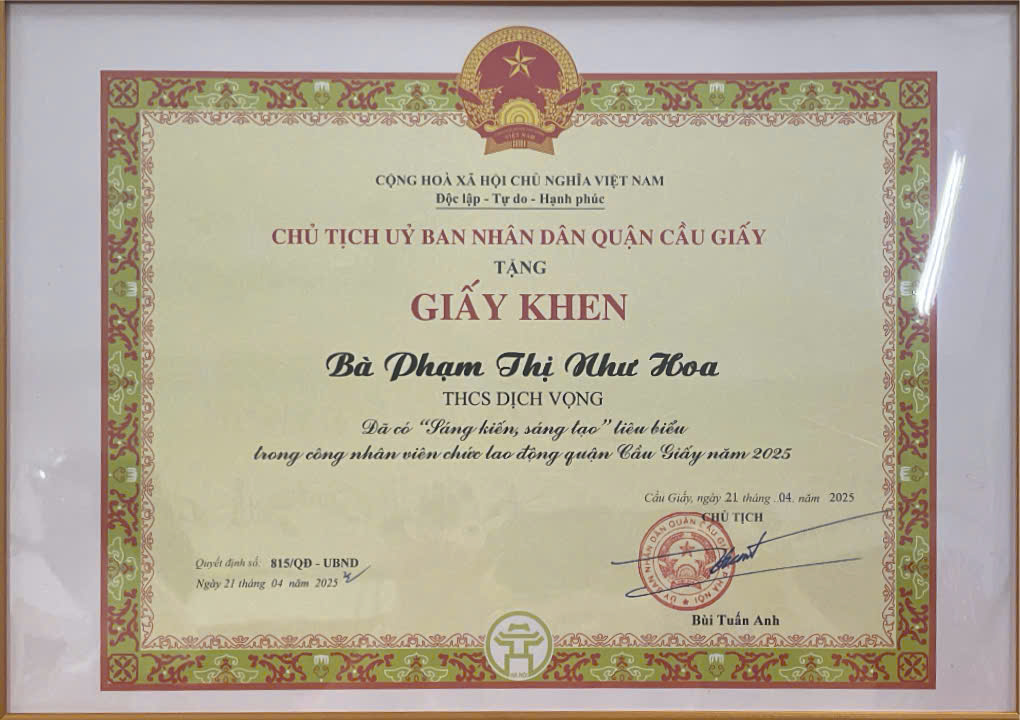 VIỆT NAM
CỘNG HOÀ XÃ HỘI CHỦ NGHĨA VIỆT NAM
Độc lập - Tự do - Hạnh phúc
CHỦ TỊCH UỶ BAN NHÂN DÂN QUẬN CẦU GIẤY
TẶNG
GIẤY KHEN
Bà Phạm Thị Như Hoa
THCS DỊCH VỌNG
Đã có “Sáng kiến, sáng tạo” tiêu biểu
trong công nhân viên chức lao động quận Cầu Giấy năm 2025
Cầu Giấy, ngày 21 tháng .04. năm 2025
CHỦ TỊCH
Quyết định số: 815/QĐ - UBND
Ngày 21 tháng 04 năm 2025
Bùi Tuấn Anh
HÀ NỘI